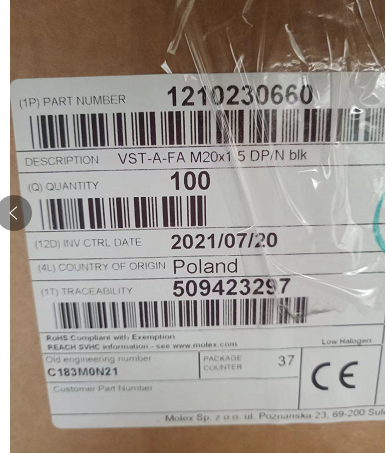 (1P) PART NUMBER 1210230660
DESCRIPTION VST-A-FA M20x1.5 DP/N blk
(Q) QUANTITY 100
(12D) INV CTRL DATE 2021/07/20
(4L) COUNTRY OF ORIGIN Poland
(1T) TRACEABILITY 509423297
RoHS Compliant with Exemption
REACH SVHC information - see www.molex.com
Low Halogen
Old engineering number
C183M0N21
PACKAGE COUNTER 37
CE
Customer Part Number
Molex Sp. z o.o. ul. Poznanska 23, 69-200